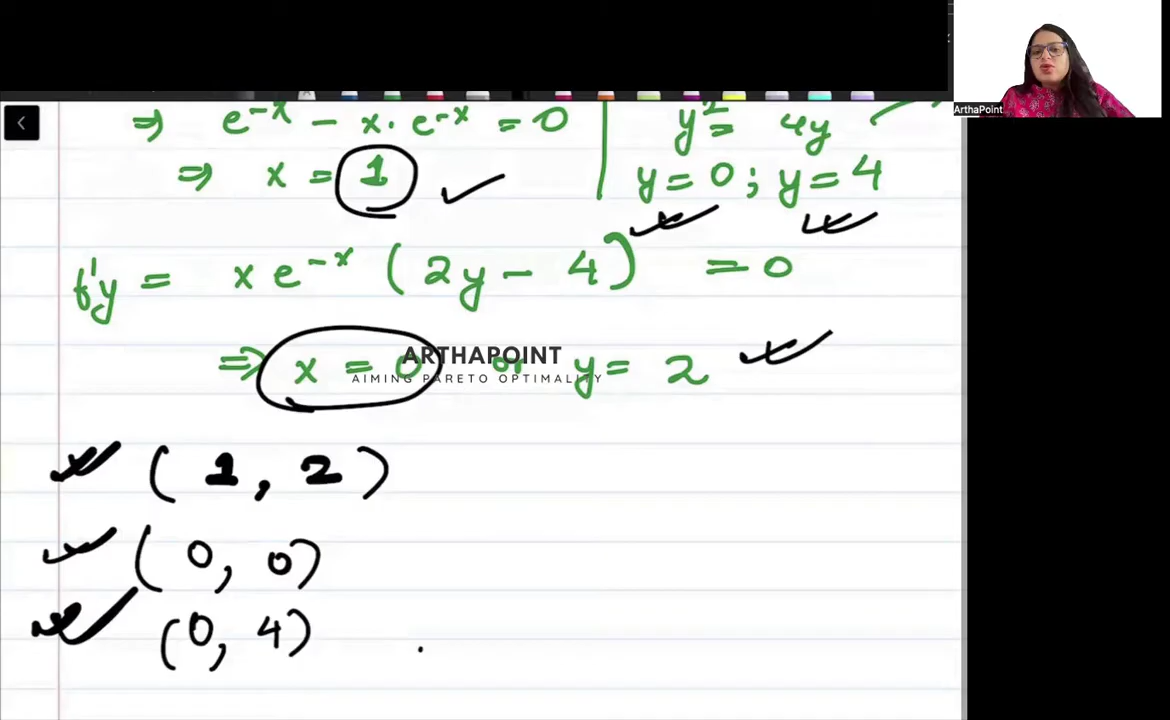 ArthaPoint
⇒ e^-x - x . e^-x = 0
y² = 4y
⇒ x = 1
y = 0 ; y = 4
f'y = x e^-x ( 2y - 4 ) = 0
⇒ x = 0 or y = 2
ARTHAPOINT
AIMING PARETO OPTIMALITY
( 1 , 2 )
( 0 , 0 )
( 0 , 4 )